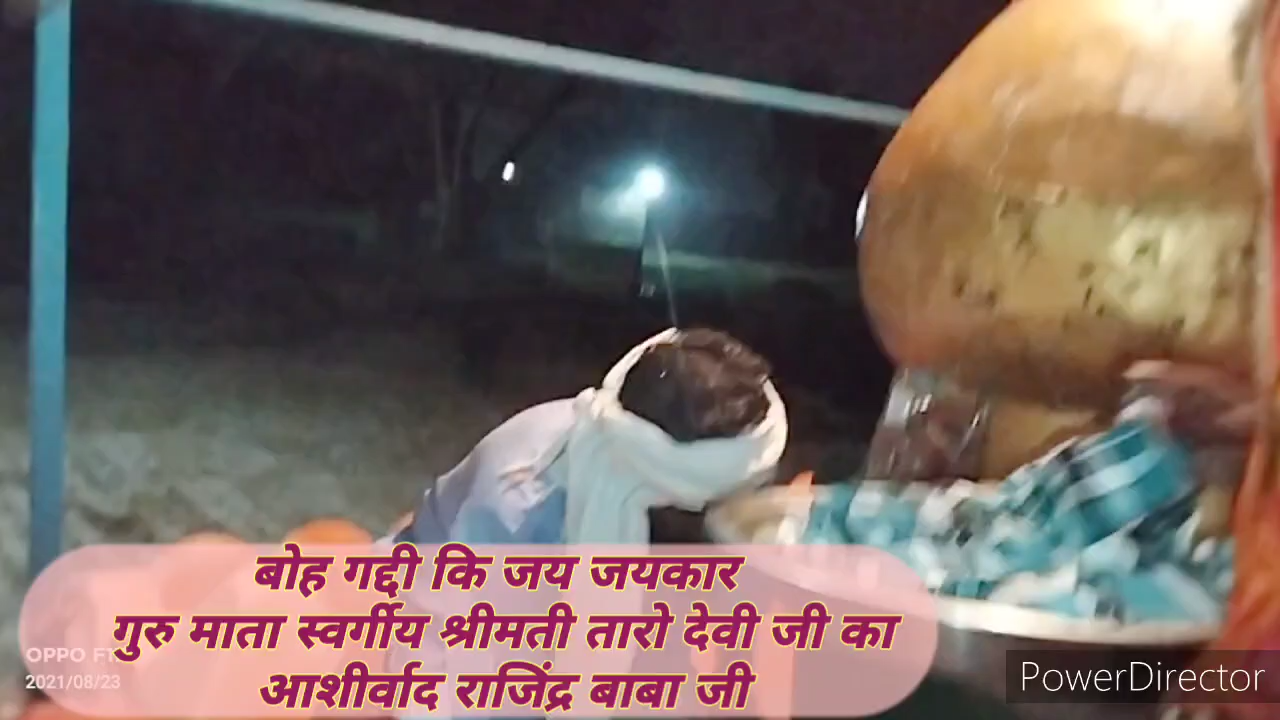 बोह गद्दी कि जय जयकार
गुरु माता स्वर्गीय श्रीमती तारो देवी जी का
आशीर्वाद राजिंद्र बाबा जी
OPPO F1
2021/08/23
PowerDirector